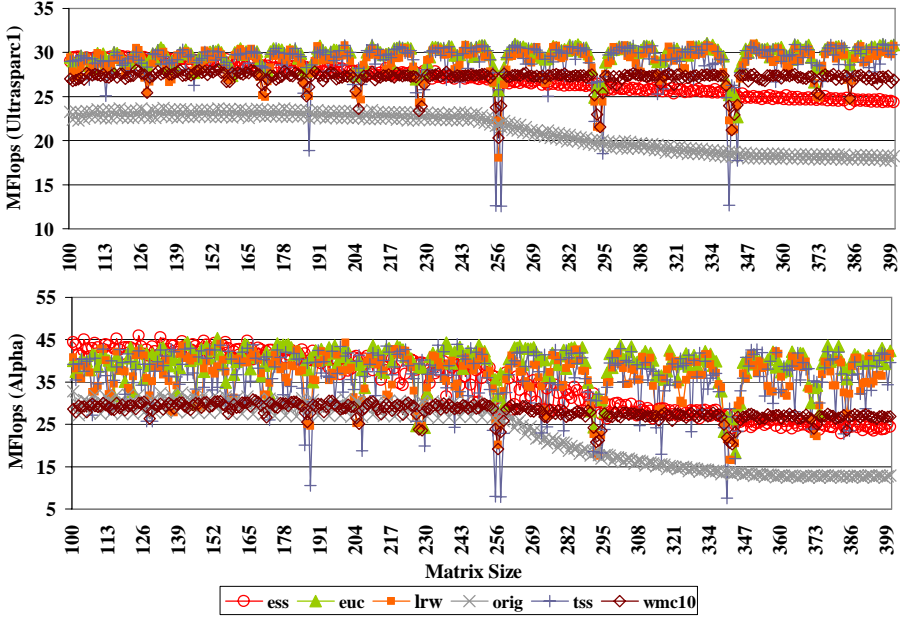 MFlops (Ultrasparc1)
35
30
25
20
15
10
100 113 126 139 152 165 178 191 204 217 230 243 256 269 282 295 308 321 334 347 360 373 386 399
MFlops (Alpha)
55
45
35
25
15
5
100 113 126 139 152 165 178 191 204 217 230 243 256 269 282 295 308 321 334 347 360 373 386 399
Matrix Size
ess euc lrw orig tss wmc10